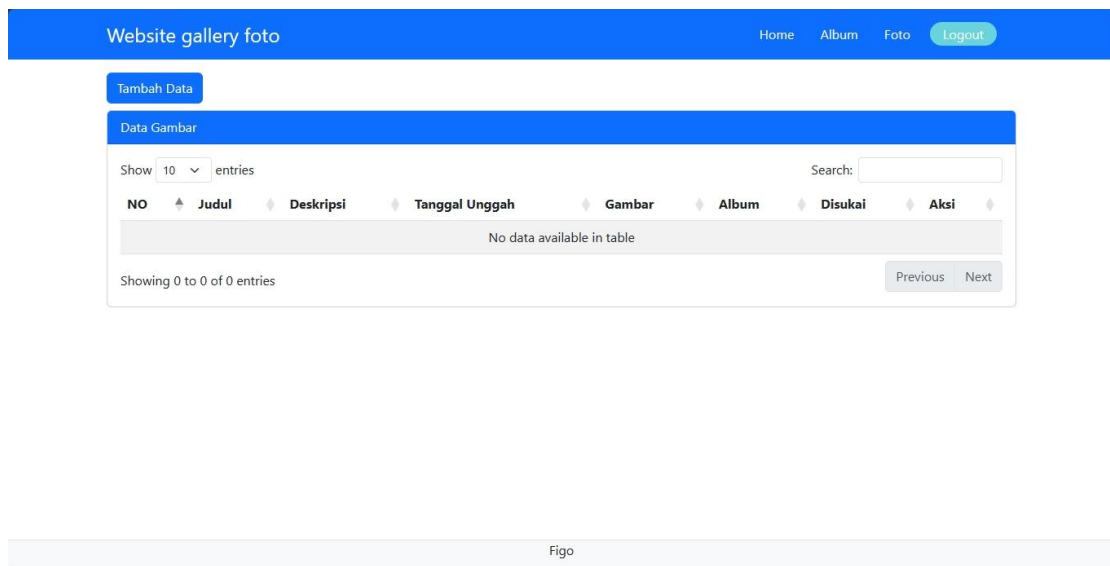 Website gallery foto Home Album Foto Logout
Tambah Data
Data Gambar
Show 10 entries Search:
NO Judul Deskripsi Tanggal Unggah Gambar Album Disukai Aksi
No data available in table
Showing 0 to 0 of 0 entries Previous Next
Figo